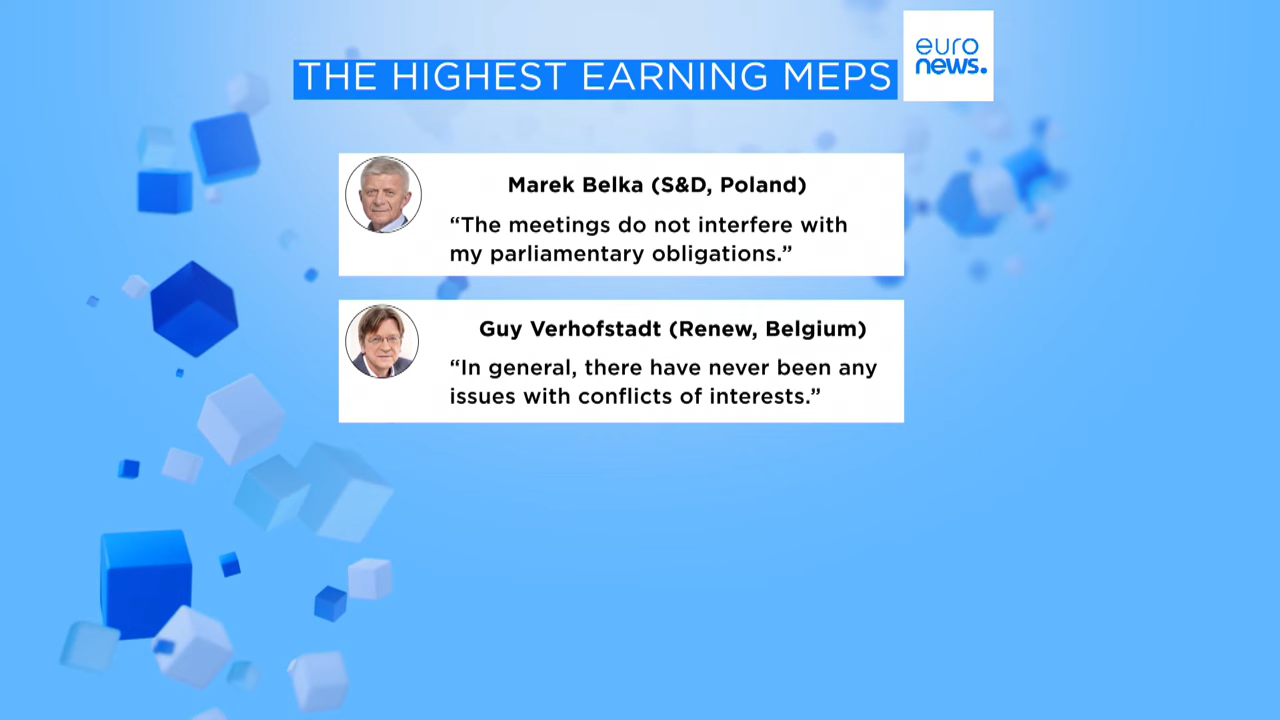 THE HIGHEST EARNING MEPS
euro
news.
Marek Belka (S&D, Poland)
“The meetings do not interfere with
my parliamentary obligations.”
Guy Verhofstadt (Renew, Belgium)
“In general, there have never been any
issues with conflicts of interests.”